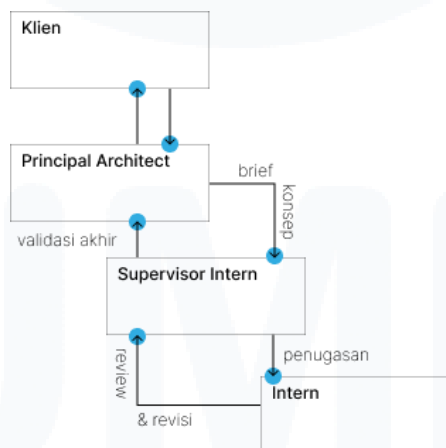 Klien
Principal Architect
brief
konsep
validasi akhir
Supervisor Intern
penugasan
review
& revisi
Intern